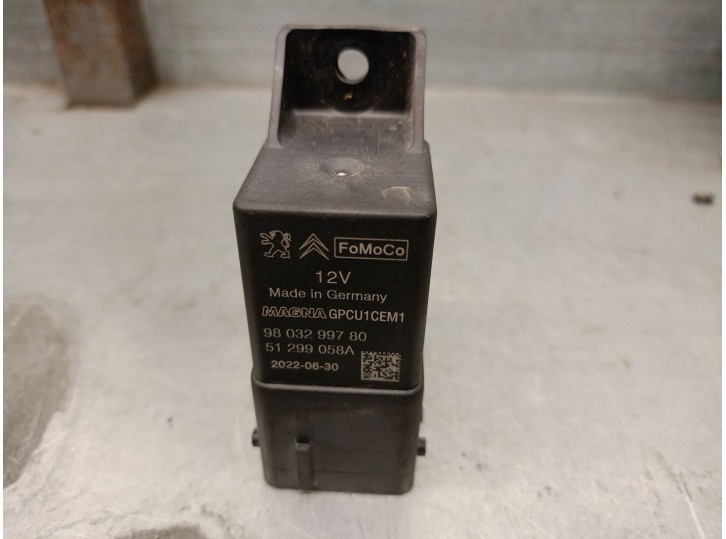 FoMoCo
12V
Made in Germany
MAGNA GPCU1CEM1
98 032 997 80
51 299 058A
2022-06-30